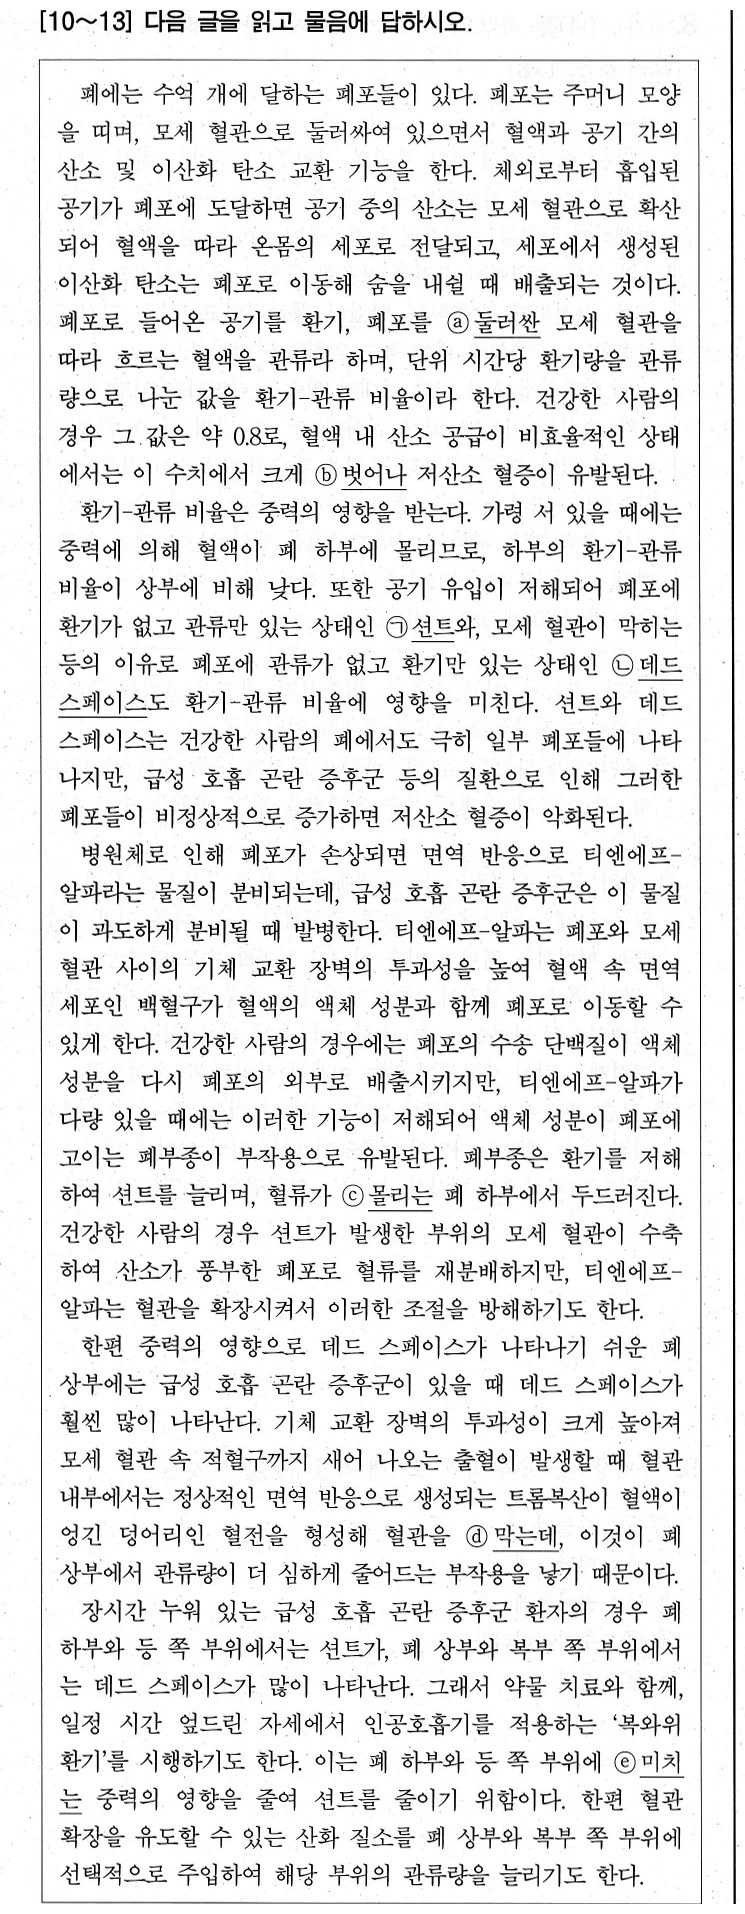 [10～13] 다음 글을 읽고 물음에 답하시오.
폐에는 수억 개에 달하는 폐포들이 있다. 폐포는 주머니 모양
을 띠며, 모세 혈관으로 둘러싸여 있으면서 혈액과 공기 간의
산소 및 이산화 탄소 교환 기능을 한다. 체외로부터 흡입된
공기가 폐포에 도달하면 공기 중의 산소는 모세 혈관으로 확산
되어 혈액을 따라 온몸의 세포로 전달되고, 세포에서 생성된
이산화 탄소는 폐포로 이동해 숨을 내쉴 때 배출되는 것이다.
폐포로 들어온 공기를 환기, 폐포를 ⓐ둘러싼 모세 혈관을
따라 흐르는 혈액을 관류라 하며, 단위 시간당 환기량을 관류
량으로 나눈 값을 환기-관류 비율이라 한다. 건강한 사람의
경우 그 값은 약 0.8로, 혈액 내 산소 공급이 비효율적인 상태
에서는 이 수치에서 크게 ⓑ벗어나 저산소 혈증이 유발된다.
환기-관류 비율은 중력의 영향을 받는다. 가령 서 있을 때에는
중력에 의해 혈액이 폐 하부에 몰리므로, 하부의 환기-관류
비율이 상부에 비해 낮다. 또한 공기 유입이 저해되어 폐포에
환기가 없고 관류만 있는 상태인 ㉠션트와, 모세 혈관이 막히는
등의 이유로 폐포에 관류가 없고 환기만 있는 상태인 ㉡데드
스페이스도 환기-관류 비율에 영향을 미친다. 션트와 데드
스페이스는 건강한 사람의 폐에서도 극히 일부 폐포들에 나타
나지만, 급성 호흡 곤란 증후군 등의 질환으로 인해 그러한
폐포들이 비정상적으로 증가하면 저산소 혈증이 악화된다.
병원체로 인해 폐포가 손상되면 면역 반응으로 티엔에프-
알파라는 물질이 분비되는데, 급성 호흡 곤란 증후군은 이 물질
이 과도하게 분비될 때 발병한다. 티엔에프-알파는 폐포와 모세
혈관 사이의 기체 교환 장벽의 투과성을 높여 혈액 속 면역
세포인 백혈구가 혈액의 액체 성분과 함께 폐포로 이동할 수
있게 한다. 건강한 사람의 경우에는 폐포의 수송 단백질이 액체
성분을 다시 폐포의 외부로 배출시키지만, 티엔에프-알파가
다량 있을 때에는 이러한 기능이 저해되어 액체 성분이 폐포에
고이는 폐부종이 부작용으로 유발된다. 폐부종은 환기를 저해
하여 션트를 늘리며, 혈류가 ⓒ몰리는 폐 하부에서 두드러진다.
건강한 사람의 경우 션트가 발생한 부위의 모세 혈관이 수축
하여 산소가 풍부한 폐포로 혈류를 재분배하지만, 티엔에프-
알파는 혈관을 확장시켜서 이러한 조절을 방해하기도 한다.
한편 중력의 영향으로 데드 스페이스가 나타나기 쉬운 폐
상부에는 급성 호흡 곤란 증후군이 있을 때 데드 스페이스가
훨씬 많이 나타난다. 기체 교환 장벽의 투과성이 크게 높아져
모세 혈관 속 적혈구까지 새어 나오는 출혈이 발생할 때 혈관
내부에서는 정상적인 면역 반응으로 생성되는 트롬복산이 혈액이
엉긴 덩어리인 혈전을 형성해 혈관을 ⓓ막는데, 이것이 폐
상부에서 관류량이 더 심하게 줄어드는 부작용을 낳기 때문이다.
장시간 누워 있는 급성 호흡 곤란 증후군 환자의 경우 폐
하부와 등 쪽 부위에서는 션트가, 폐 상부와 복부 쪽 부위에서
는 데드 스페이스가 많이 나타난다. 그래서 약물 치료와 함께,
일정 시간 엎드린 자세에서 인공호흡기를 적용하는 ‘복와위
환기’를 시행하기도 한다. 이는 폐 하부와 등 쪽 부위에 ⓔ미치
는 중력의 영향을 줄여 션트를 줄이기 위함이다. 한편 혈관
확장을 유도할 수 있는 산화 질소를 폐 상부와 복부 쪽 부위에
선택적으로 주입하여 해당 부위의 관류량을 늘리기도 한다.